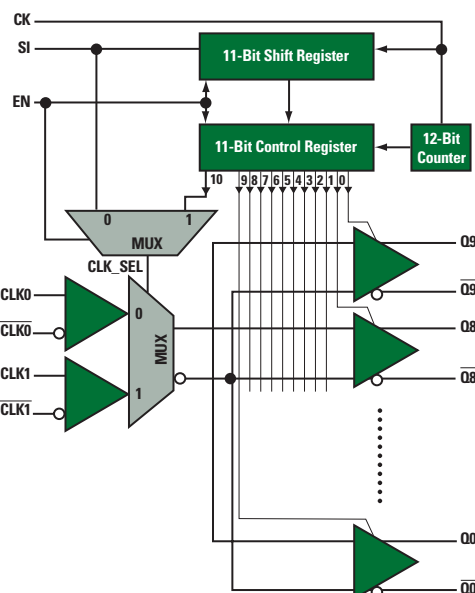 CK
SI
11-Bit Shift Register
EN
11-Bit Control Register
12-Bit
Counter
10 9 8 7 6 5 4 3 2 1 0
0 1
MUX
CLK_SEL
Q9
Q9
CLK0
0
Q8
CLK0
MUX
CLK1
Q8
1
CLK1
Q0
Q0